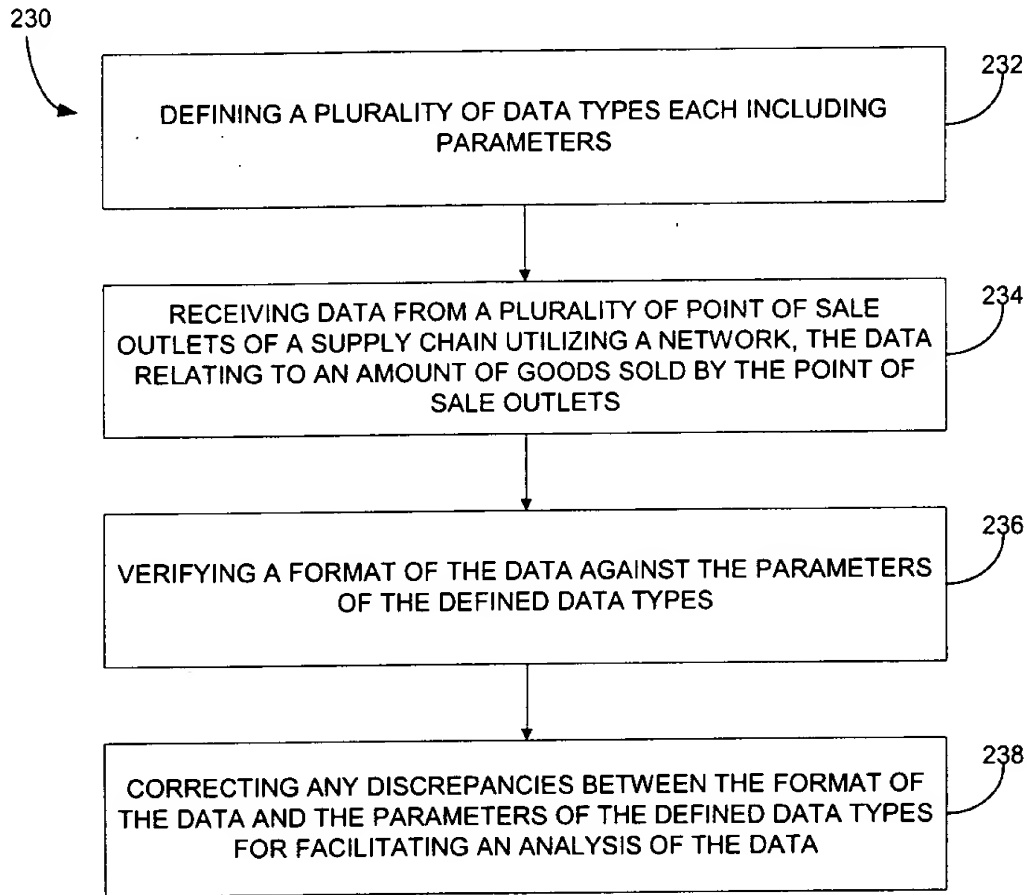 230
232
DEFINING A PLURALITY OF DATA TYPES EACH INCLUDING
PARAMETERS
234
RECEIVING DATA FROM A PLURALITY OF POINT OF SALE
OUTLETS OF A SUPPLY CHAIN UTILIZING A NETWORK, THE DATA
RELATING TO AN AMOUNT OF GOODS SOLD BY THE POINT OF
SALE OUTLETS
236
VERIFYING A FORMAT OF THE DATA AGAINST THE PARAMETERS
OF THE DEFINED DATA TYPES
238
CORRECTING ANY DISCREPANCIES BETWEEN THE FORMAT OF
THE DATA AND THE PARAMETERS OF THE DEFINED DATA TYPES
FOR FACILITATING AN ANALYSIS OF THE DATA